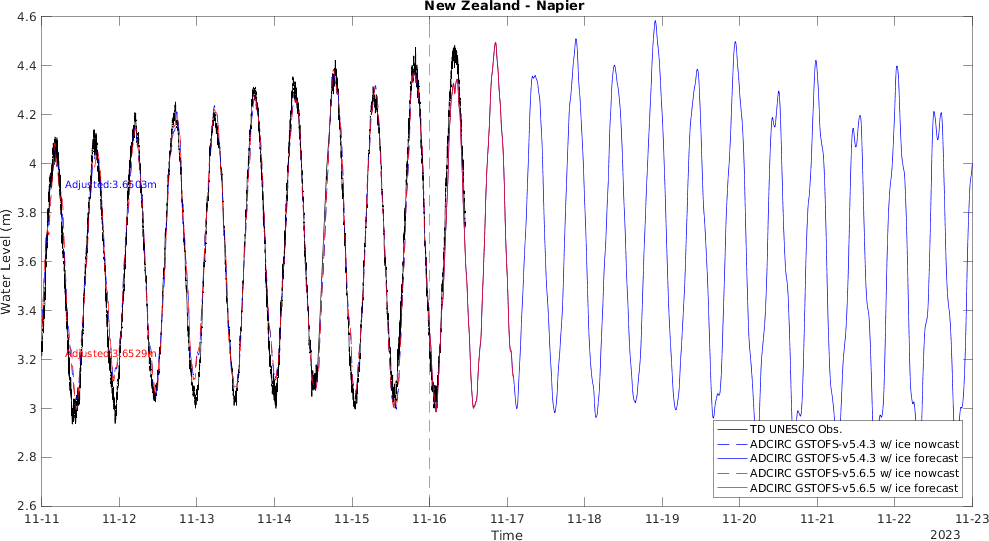 New Zealand - Napier
4.6
4.4
4.2
4
3.8
3.6
3.4
3.2
3
2.8
2.6
Water Level (m)
Adjusted:3.6503m
Adjusted:3.6529m
TD UNESCO Obs.
ADCIRC GSTOFS-v5.4.3 w/ ice nowcast
ADCIRC GSTOFS-v5.4.3 w/ ice forecast
ADCIRC GSTOFS-v5.6.5 w/ ice nowcast
ADCIRC GSTOFS-v5.6.5 w/ ice forecast
11-11 11-12 11-13 11-14 11-15 11-16 11-17 11-18 11-19 11-20 11-21 11-22 11-23
Time
2023